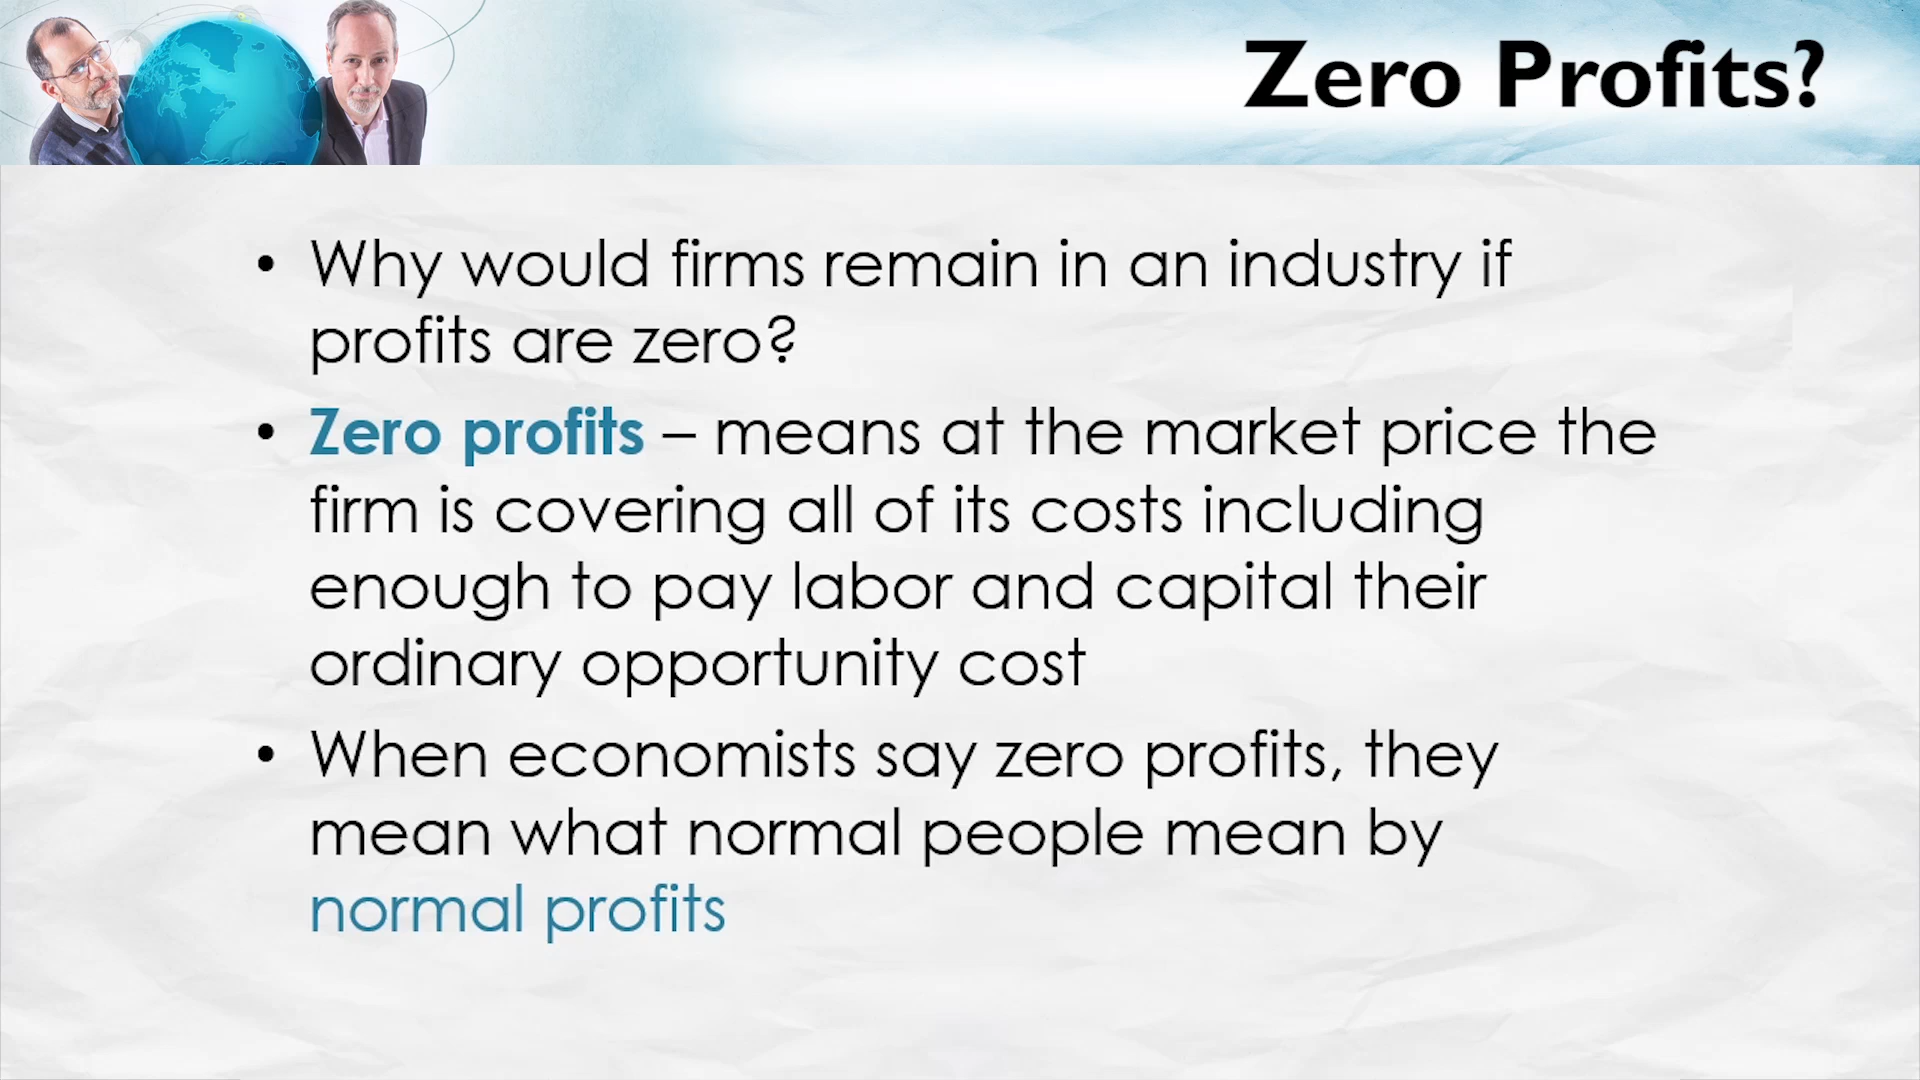 Zero Profits?
• Why would firms remain in an industry if
profits are zero?
• Zero profits – means at the market price the
firm is covering all of its costs including
enough to pay labor and capital their
ordinary opportunity cost
• When economists say zero profits, they
mean what normal people mean by
normal profits